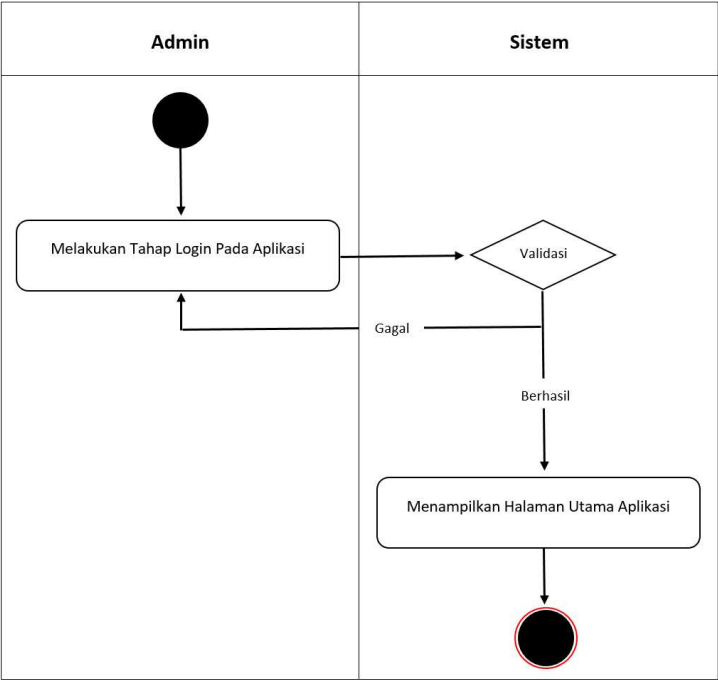 Admin
Sistem
Melakukan Tahap Login Pada Aplikasi
Validasi
Gagal
Berhasil
Menampilkan Halaman Utama Aplikasi